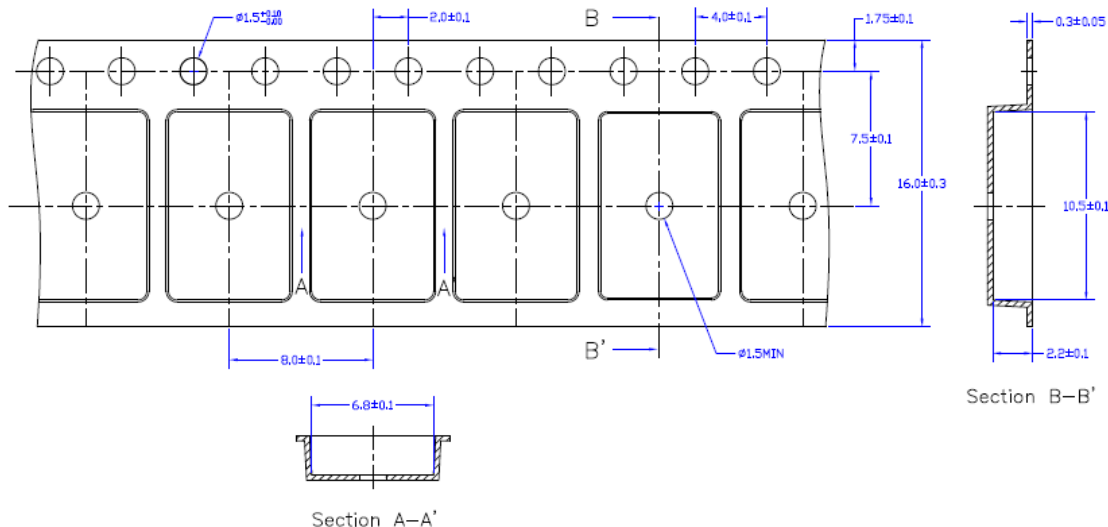 ø1.5+0.10
-0.00
2.0±0.1
B
4.0±0.1
1.75±0.1
0.3±0.05
7.5±0.1
16.0±0.3
10.5±0.1
A
A'
8.0±0.1
B'
ø1.5MIN
2.2±0.1
Section B-B'
6.8±0.1
Section A-A'